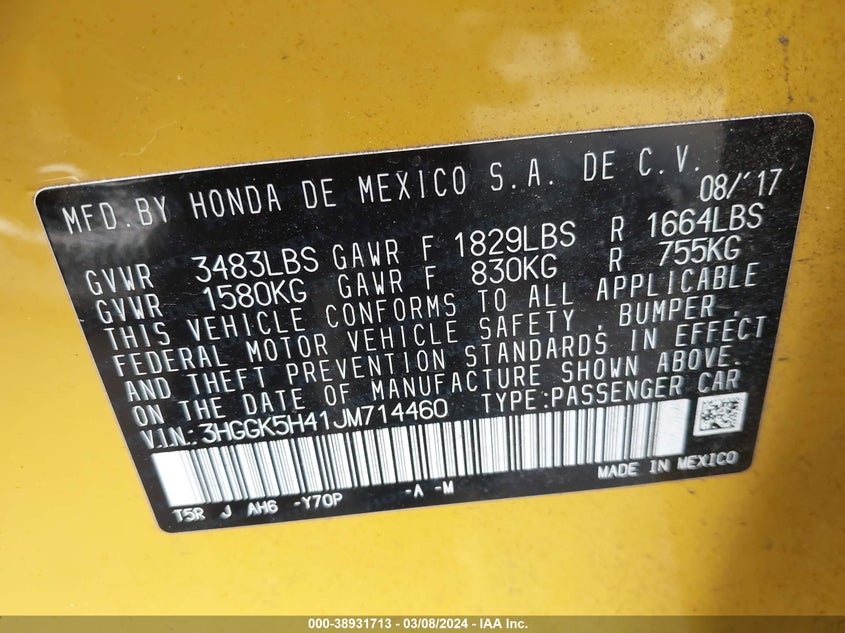 MFD.BY HONDA DE MEXICO S.A. DE C.V. 08/'17
GVWR 3483LBS GAWR F 1829LBS R 1664LBS
GVWR 1580KG GAWR F 830KG R 755KG
THIS VEHICLE CONFORMS TO ALL APPLICABLE
FEDERAL MOTOR VEHICLE SAFETY , BUMPER ,
AND THEFT PREVENTION STANDARDS IN EFFECT
ON THE DATE OF MANUFACTURE SHOWN ABOVE.
VIN: 3HGGK5H41JM714460 TYPE:PASSENGER CAR
MADE IN MEXICO
T5R J AH6 -Y70P -A -M
000-38931713 - 03/08/2024 - IAA Inc.